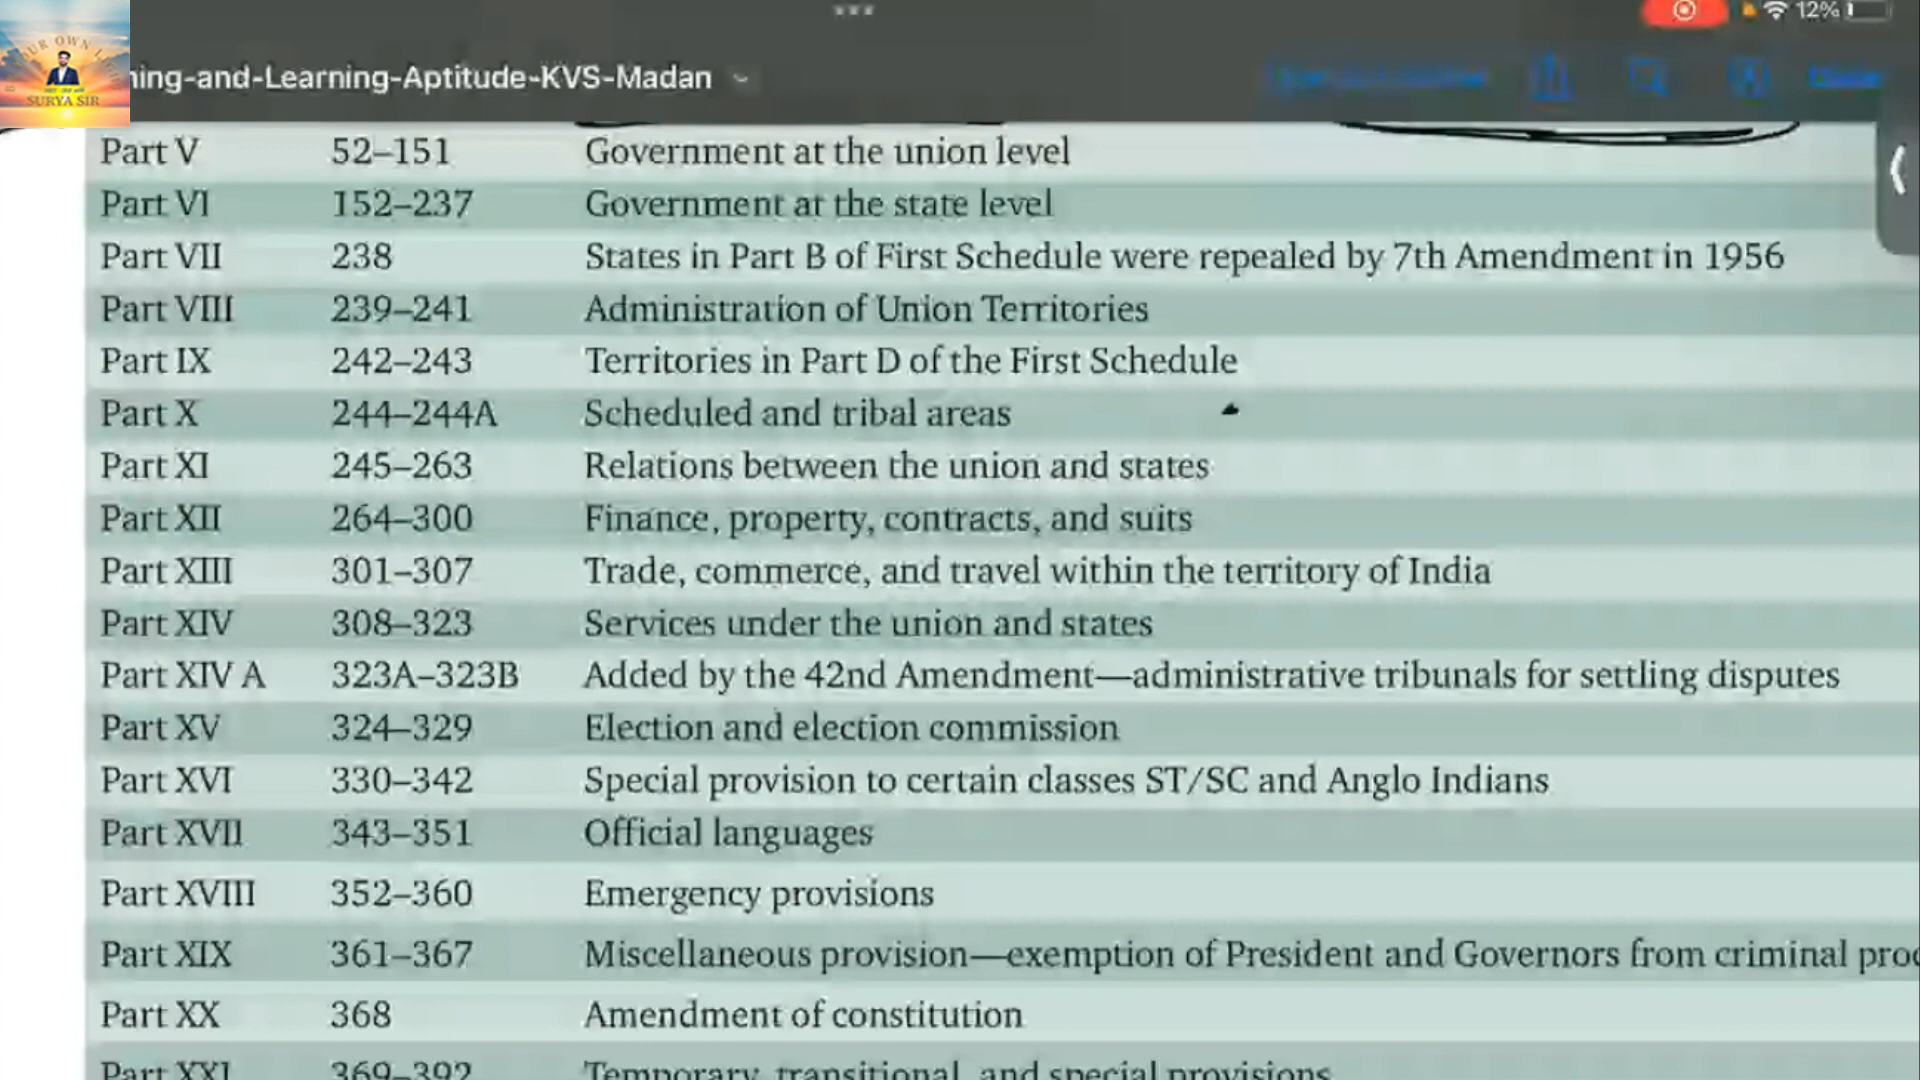 12%
ning-and-Learning-Aptitude-KVS-Madan
SURYA SIR
Part V 52–151 Government at the union level
Part VI 152–237 Government at the state level
Part VII 238 States in Part B of First Schedule were repealed by 7th Amendment in 1956
Part VIII 239–241 Administration of Union Territories
Part IX 242–243 Territories in Part D of the First Schedule
Part X 244–244A Scheduled and tribal areas
Part XI 245–263 Relations between the union and states
Part XII 264–300 Finance, property, contracts, and suits
Part XIII 301–307 Trade, commerce, and travel within the territory of India
Part XIV 308–323 Services under the union and states
Part XIV A 323A–323B Added by the 42nd Amendment—administrative tribunals for settling disputes
Part XV 324–329 Election and election commission
Part XVI 330–342 Special provision to certain classes ST/SC and Anglo Indians
Part XVII 343–351 Official languages
Part XVIII 352–360 Emergency provisions
Part XIX 361–367 Miscellaneous provision—exemption of President and Governors from criminal proc
Part XX 368 Amendment of constitution
Part XXI 369–392 Temporary, transitional, and special provisions